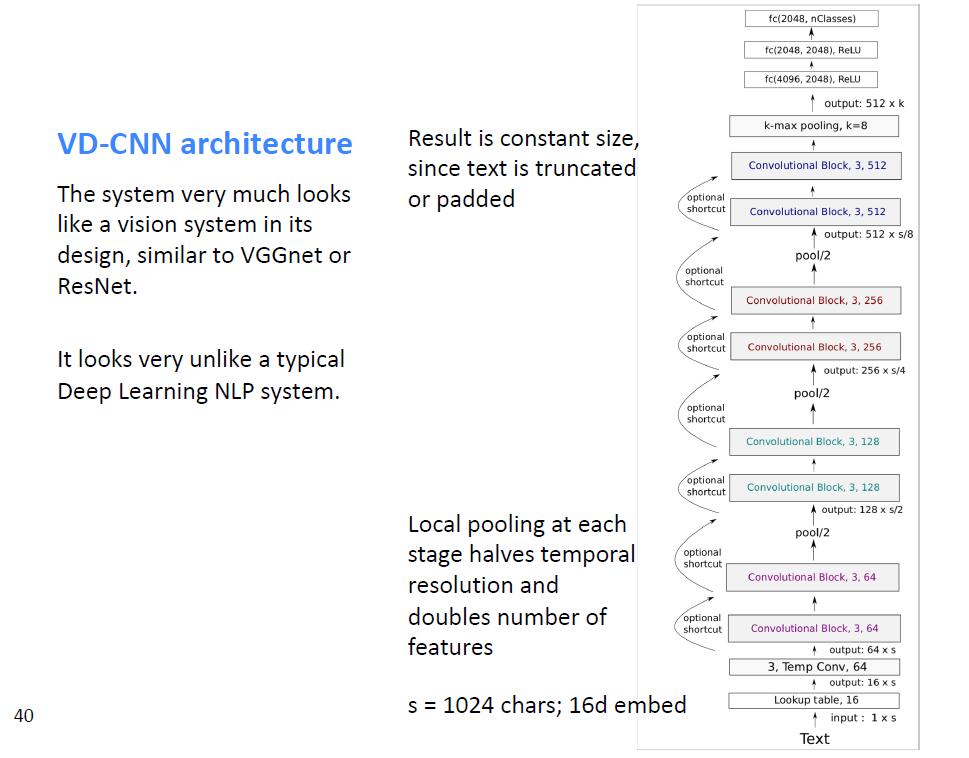 VD-CNN architecture
The system very much looks
like a vision system in its
design, similar to VGGnet or
ResNet.
It looks very unlike a typical
Deep Learning NLP system.
40
Result is constant size,
since text is truncated
or padded
Local pooling at each
stage halves temporal
resolution and
doubles number of
features
s = 1024 chars; 16d embed
fc(2048, nClasses)
fc(2048, 2048), ReLU
fc(4096, 2048), ReLU
output: 512 x k
k-max pooling, k=8
Convolutional Block, 3, 512
optional
shortcut
Convolutional Block, 3, 512
output: 512 x s/8
pool/2
optional
shortcut
Convolutional Block, 3, 256
optional
shortcut
Convolutional Block, 3, 256
output: 256 x s/4
pool/2
optional
shortcut
Convolutional Block, 3, 128
optional
shortcut
Convolutional Block, 3, 128
output: 128 x s/2
pool/2
optional
shortcut
Convolutional Block, 3, 64
optional
shortcut
Convolutional Block, 3, 64
output: 64 x s
3, Temp Conv, 64
output: 16 x s
Lookup table, 16
input : 1 x s
Text